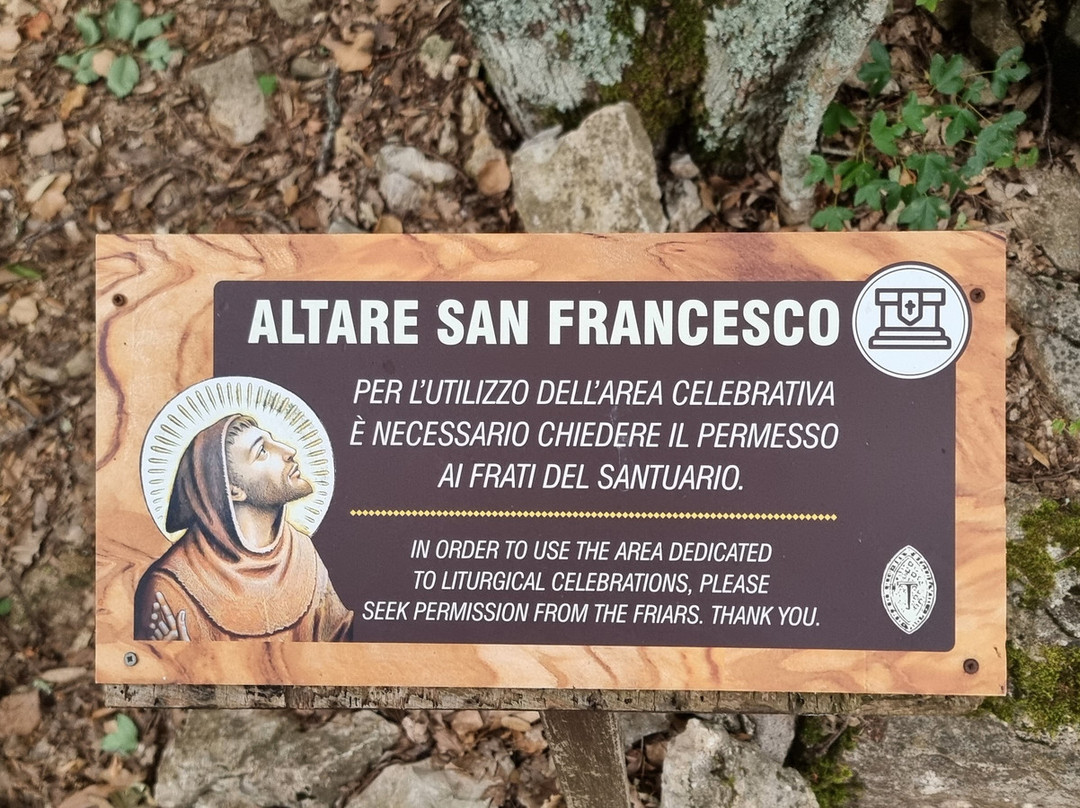 ALTARE SAN FRANCESCO
PER L'UTILIZZO DELL'AREA CELEBRATIVA
È NECESSARIO CHIEDERE IL PERMESSO
AI FRATI DEL SANTUARIO.
IN ORDER TO USE THE AREA DEDICATED
TO LITURGICAL CELEBRATIONS, PLEASE
SEEK PERMISSION FROM THE FRIARS. THANK YOU.